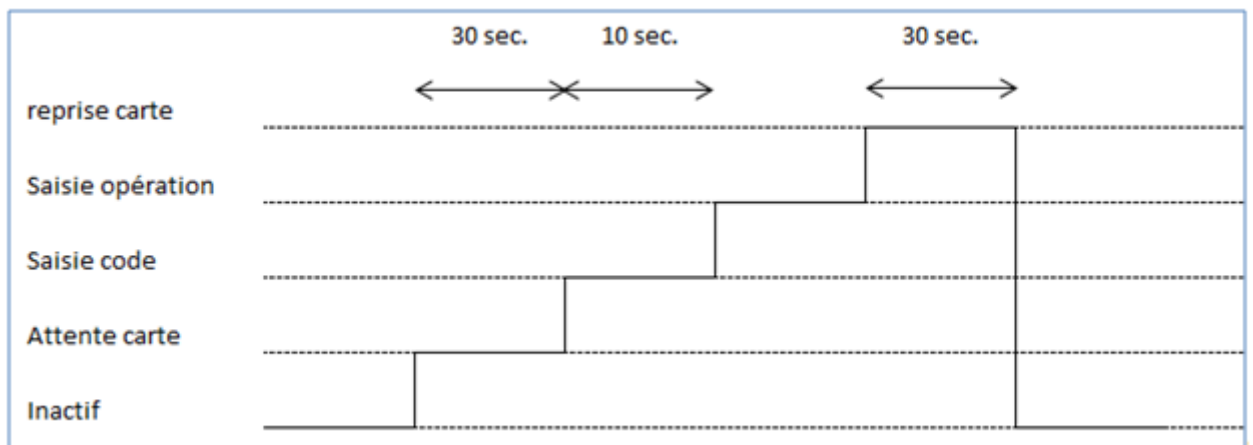 30 sec. 10 sec. 30 sec.
reprise carte
Saisie opération
Saisie code
Attente carte
Inactif